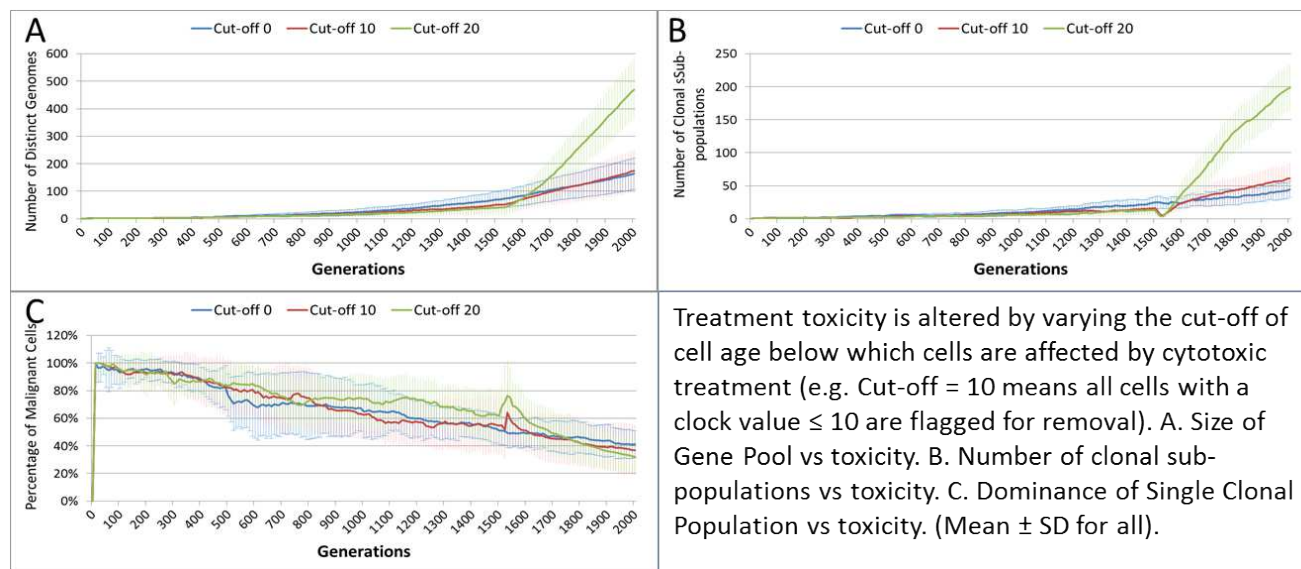 A
Cut-off 0 Cut-off 10 Cut-off 20
Number of Distinct Genomes
600
500
400
300
200
100
0
0 100 200 300 400 500 600 700 800 900 1000 1100 1200 1300 1400 1500 1600 1700 1800 1900 2000
Generations
B
Cut-off 0 Cut-off 10 Cut-off 20
Number of Clonal sSub-
populations
250
200
150
100
50
0
0 100 200 300 400 500 600 700 800 900 1000 1100 1200 1300 1400 1500 1600 1700 1800 1900 2000
Generations
C
Cut-off 0 Cut-off 10 Cut-off 20
Percentage of Malignant Cells
120%
100%
80%
60%
40%
20%
0%
0 100 200 300 400 500 600 700 800 900 1000 1100 1200 1300 1400 1500 1600 1700 1800 1900 2000
Generations
Treatment toxicity is altered by varying the cut-off of
cell age below which cells are affected by cytotoxic
treatment (e.g. Cut-off = 10 means all cells with a
clock value ≤ 10 are flagged for removal). A. Size of
Gene Pool vs toxicity. B. Number of clonal sub-
populations vs toxicity. C. Dominance of Single Clonal
Population vs toxicity. (Mean ± SD for all).